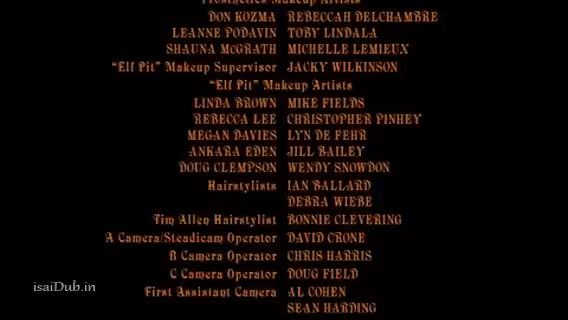 Prosthetics Makeup Artists
DON KOZMA REBECCAH DELCHAMBRE
LEANNE PODAVIN TOBY LINDALA
SHAUNA McGRATH MICHELLE LEMIEUX
“Elf Pit” Makeup Supervisor JACKY WILKINSON
“Elf Pit” Makeup Artists
LINDA BROWN MIKE FIELDS
REBECCA LEE CHRISTOPHER PINHEY
MEGAN DAVIES LYN DE FEHR
ANKARA EDEN JILL BAILEY
DOUG CLEMPSON WENDY SNOWDON
Hairstylists IAN BALLARD
DEBRA WIEBE
Tim Allen Hairstylist BONNIE CLEVERING
A Camera/Steadicam Operator DAVID CRONE
B Camera Operator CHRIS HARRIS
C Camera Operator DOUG FIELD
First Assistant Camera AL COHEN
SEAN HARDING
isaiDub.in